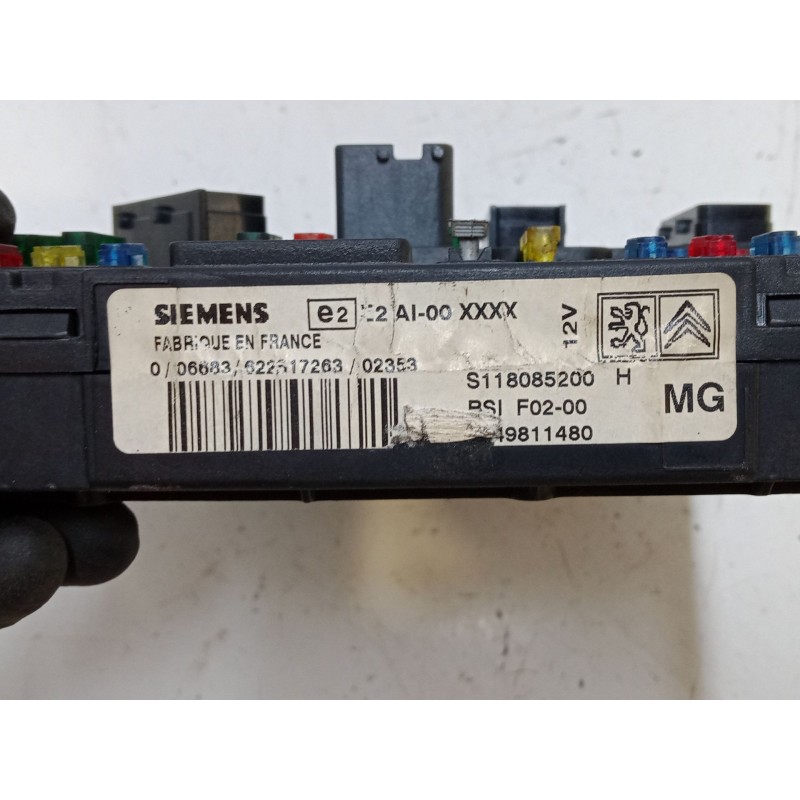 SIEMENS e2 E2 AI-00 XXXX
12V
FABRIQUE EN FRANCE
0/06683/622517263/02353
S118085200 H
BSI F02-00
49811480
MG